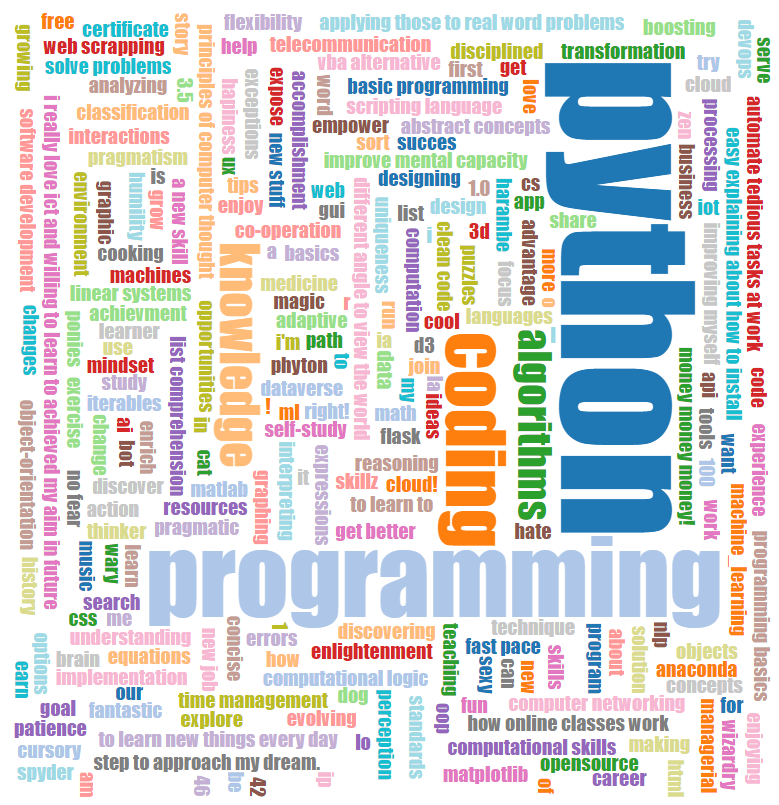 free
certificate
story
flexibility
applying those to real word problems
boosting
devops
serve
growing
web scrapping
principles of computer thought
help
telecommunication
disciplined
transformation
solve problems
vba alternative
first
get
try
analyzing
3.5
happiness
exceptions
expose
accomplishment
word
basic programming
love
python
cloud
i really love ict and willing to learn to achieved my aim in future
software development
classification
new stuff
scripting language
processing
automate tedious tasks at work
interactions
empower
abstract concepts
zen
easy explaining about how to install
pragmatism
ux
sort
succes
business
improve mental capacity
environment
graphic
humility
is
grow
a new skill
tips
enjoy
web
gui
different angle to view the world
designing
1.0
cs
app
harambe
uniqueness
list
design
share
iot
co-operation
i
3d
advantage
cooking
knowledge
a
basics
computation
clean code
puzzles
focus
more
improving myself
machines
medicine
linear systems
magic
r
run
languages
o
achievment
opportunities in
adaptive
cool
_
changes
ponies
learner
i'm
path
ia
data
d3
coding
algorithms
use
list comprehension
phyton
to
money money money!
mindset
join
study
dataverse
my
la
ideas
api
code
exercise
iterables
!
ml
right!
math
tools
object-orientation
change
ai bot
enrich
self-study
flask
want
experience
cat
reasoning
100
no fear
discover
matlab
graphing
interpreting
it
expressions
skillz
cloud!
action
resources
to learn to
work
machine_learning
history
thinker
pragmatic
get better
hate
music
wary
learn
programming
programming basics
search
css
me
concise
1
discovering
teaching
technique
program
about
solution
nlp
understanding
new job
errors
enlightenment
fast pace
skills
objects
options
brain
equations
how
sexy
can
new
anaconda
earn
implementation
computational logic
concepts
our
time management
dog
perception
standards
oop
fun
computer networking
managerial
for
enjoying
goal
fantastic
explore
evolving
how online classes work
wizardry
patience
to learn new things every day
lo
computational skills
making
cursory
step to approach my dream.
opensource
html
spyder
am
46
be
42
ip
matplotlib
of
career